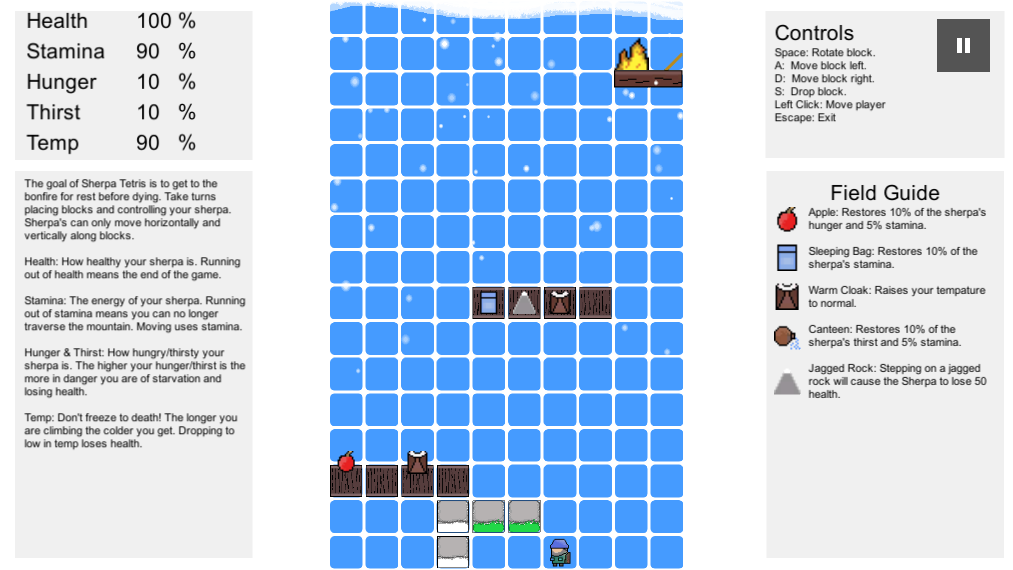 Health 100 %
Stamina 90 %
Hunger 10 %
Thirst 10 %
Temp 90 %
The goal of Sherpa Tetris is to get to the
bonfire for rest before dying. Take turns
placing blocks and controlling your sherpa.
Sherpa's can only move horizontally and
vertically along blocks.
Health: How healthy your sherpa is. Running
out of health means the end of the game.
Stamina: The energy of your sherpa. Running
out of stamina means you can no longer
traverse the mountain. Moving uses stamina.
Hunger & Thirst: How hungry/thirsty your
sherpa is. The higher your hunger/thirst is the
more in danger you are of starvation and
losing health.
Temp: Don't freeze to death! The longer you
are climbing the colder you get. Dropping to
low in temp loses health.
Controls
Space: Rotate block.
A: Move block left.
D: Move block right.
S: Drop block.
Left Click: Move player
Escape: Exit
Field Guide
Apple: Restores 10% of the sherpa's
hunger and 5% stamina.
Sleeping Bag: Restores 10% of the
sherpa's stamina.
Warm Cloak: Raises your tempature
to normal.
Canteen: Restores 10% of the
sherpa's thirst and 5% stamina.
Jagged Rock: Stepping on a jagged
rock will cause the Sherpa to lose 50
health.